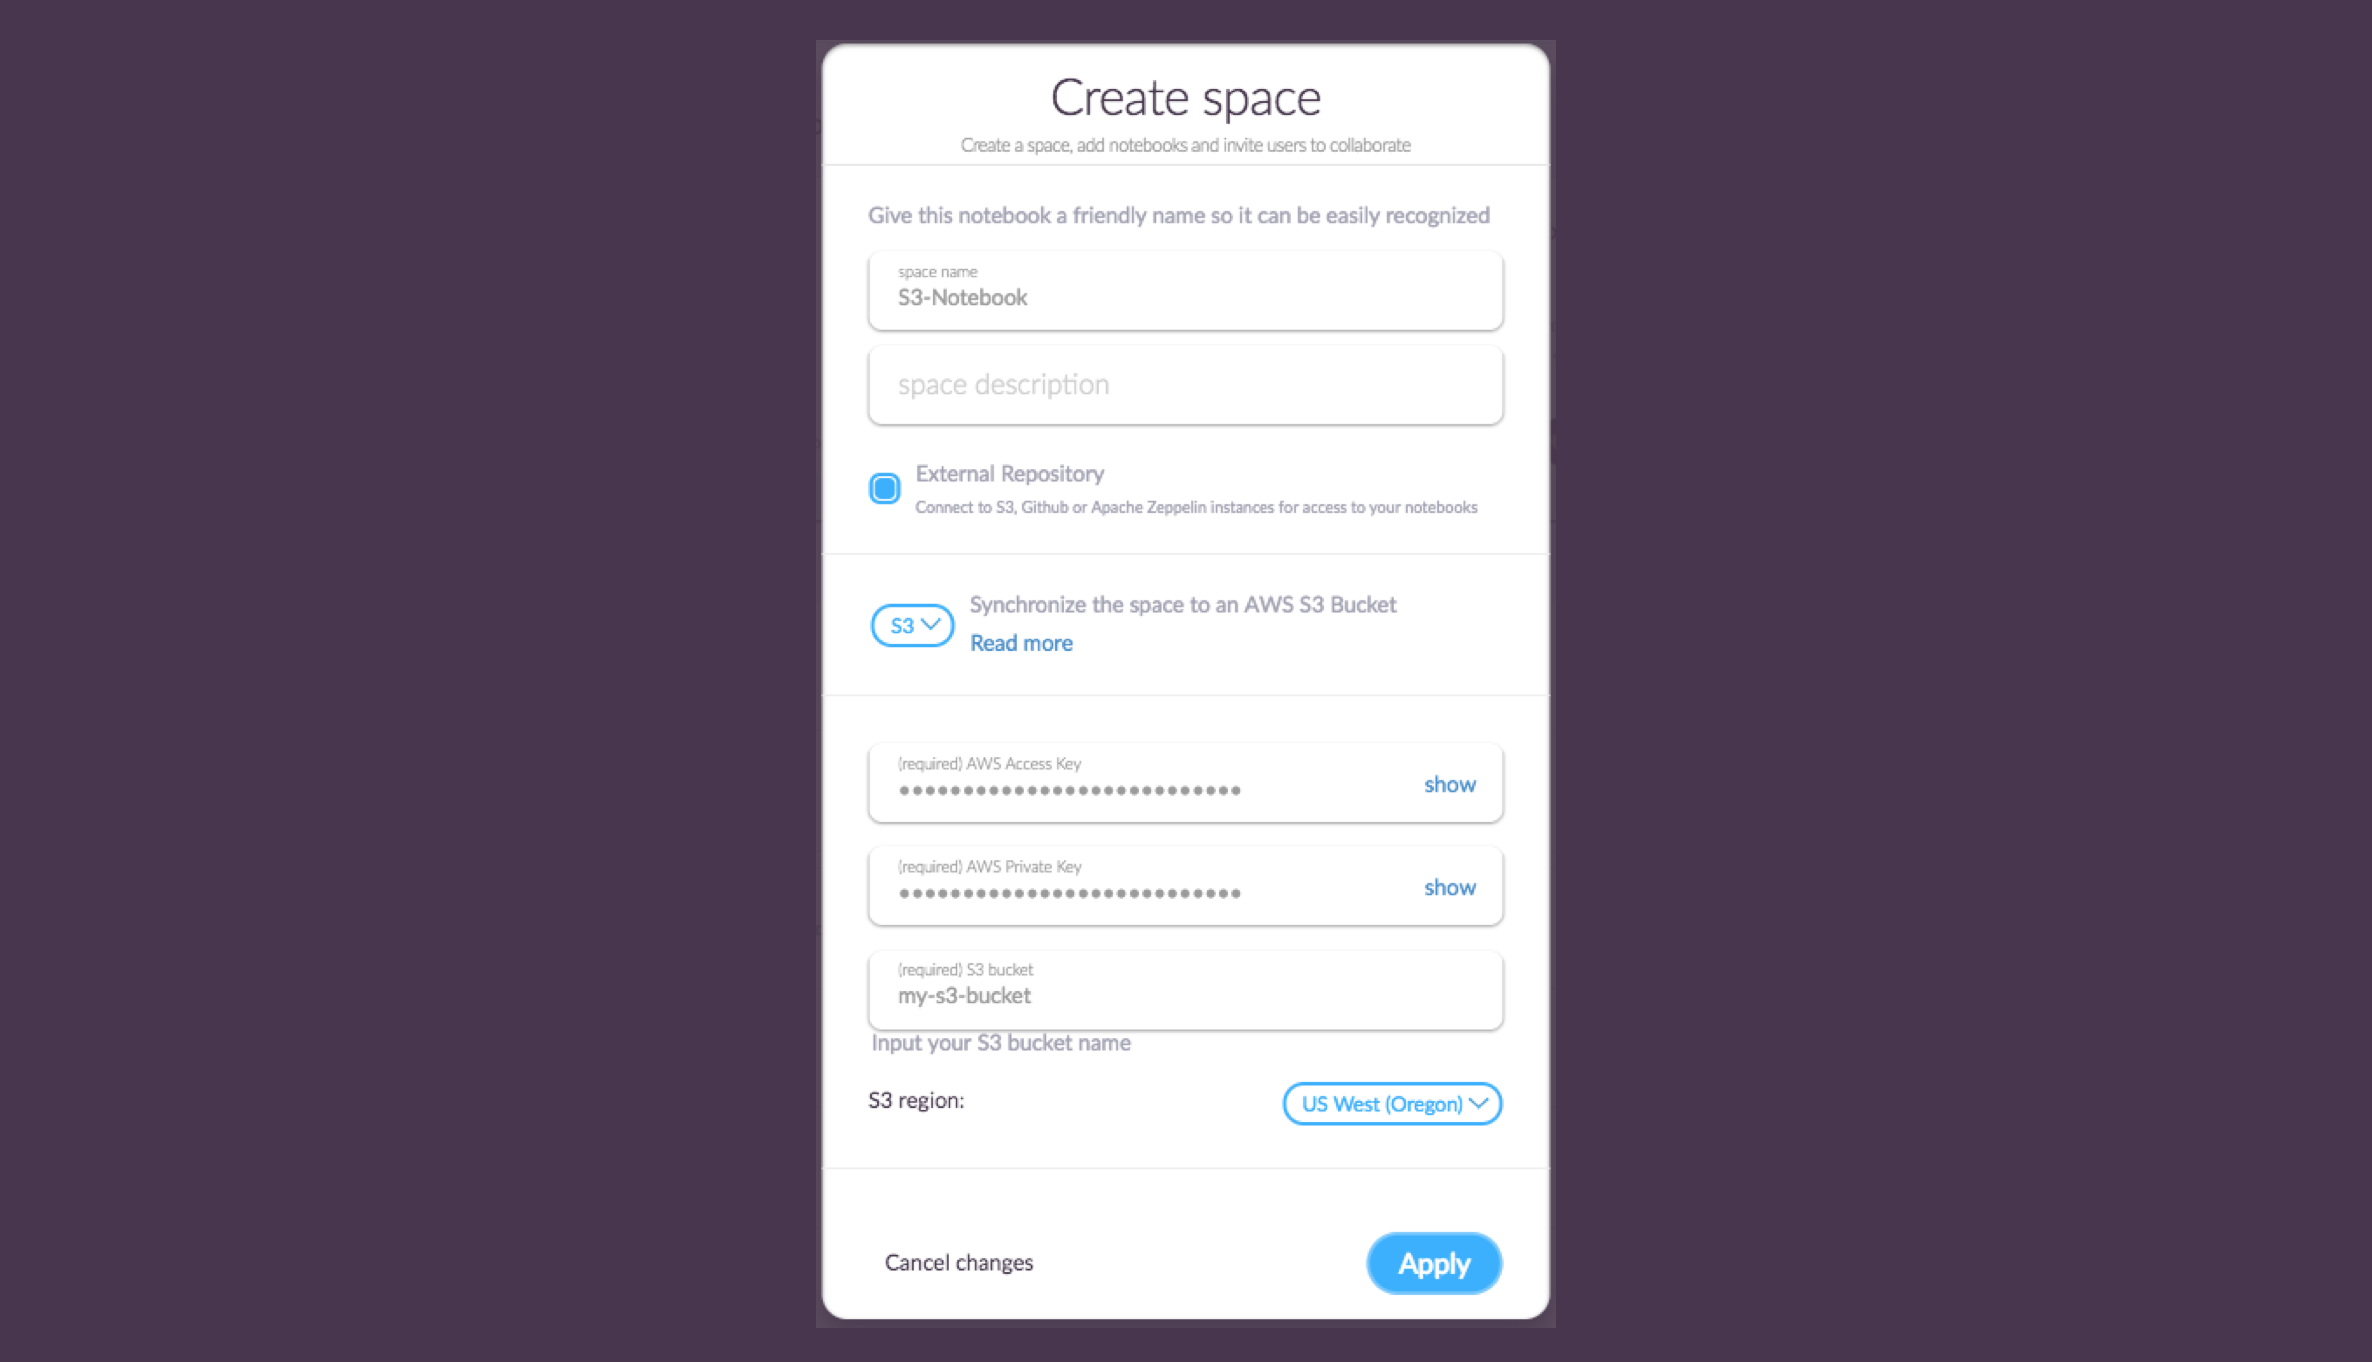 Create space
Create a space, add notebooks and invite users to collaborate
Give this notebook a friendly name so it can be easily recognized
space name
S3-Notebook
space description
External Repository
Connect to S3, Github or Apache Zeppelin instances for access to your notebooks
S3
Synchronize the space to an AWS S3 Bucket
Read more
(required) AWS Access Key
•••••••••••••••••••••••••••
show
(required) AWS Private Key
•••••••••••••••••••••••••••
show
(required) S3 bucket
my-s3-bucket
Input your S3 bucket name
S3 region:
US West (Oregon)
Cancel changes
Apply